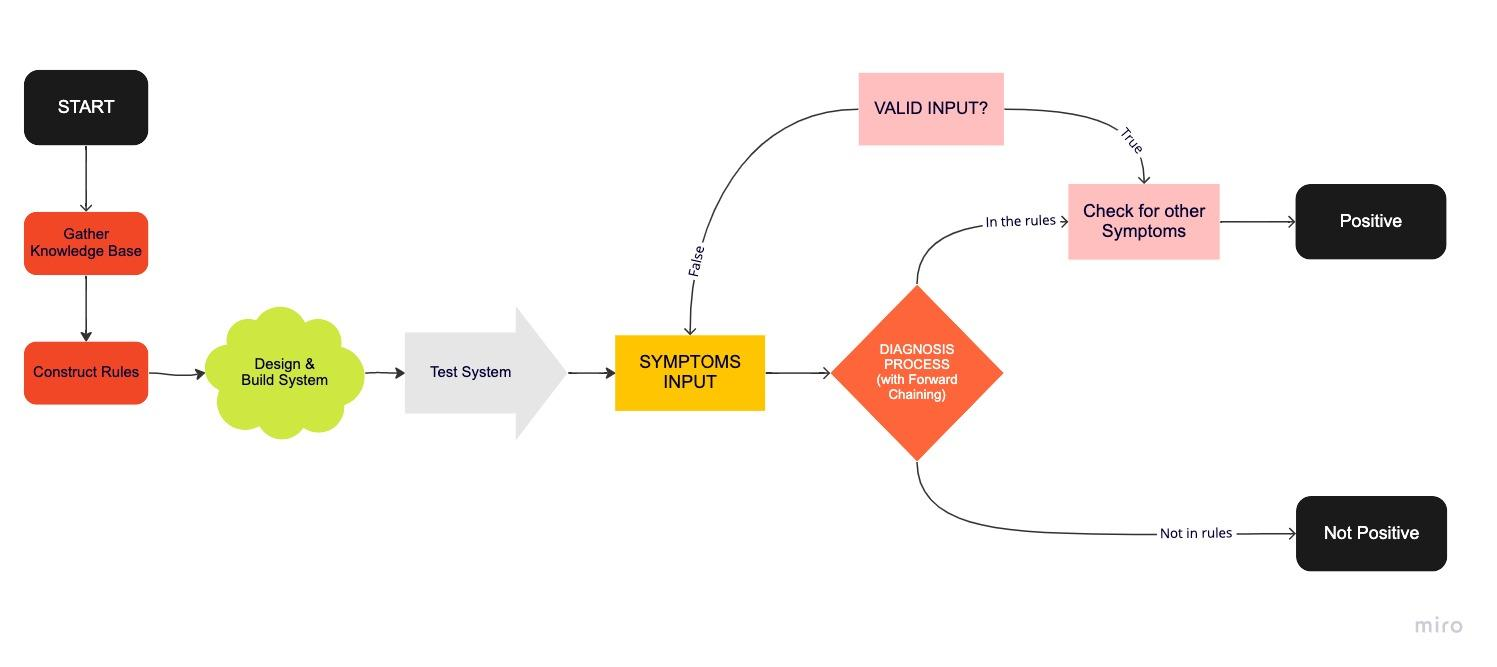 START
Gather
Knowledge Base
Construct Rules
Design &
Build System
Test System
SYMPTOMS
INPUT
VALID INPUT?
False
True
DIAGNOSIS
PROCESS
(with Forward
Chaining)
In the rules
Check for other
Symptoms
Positive
Not in rules
Not Positive
miro